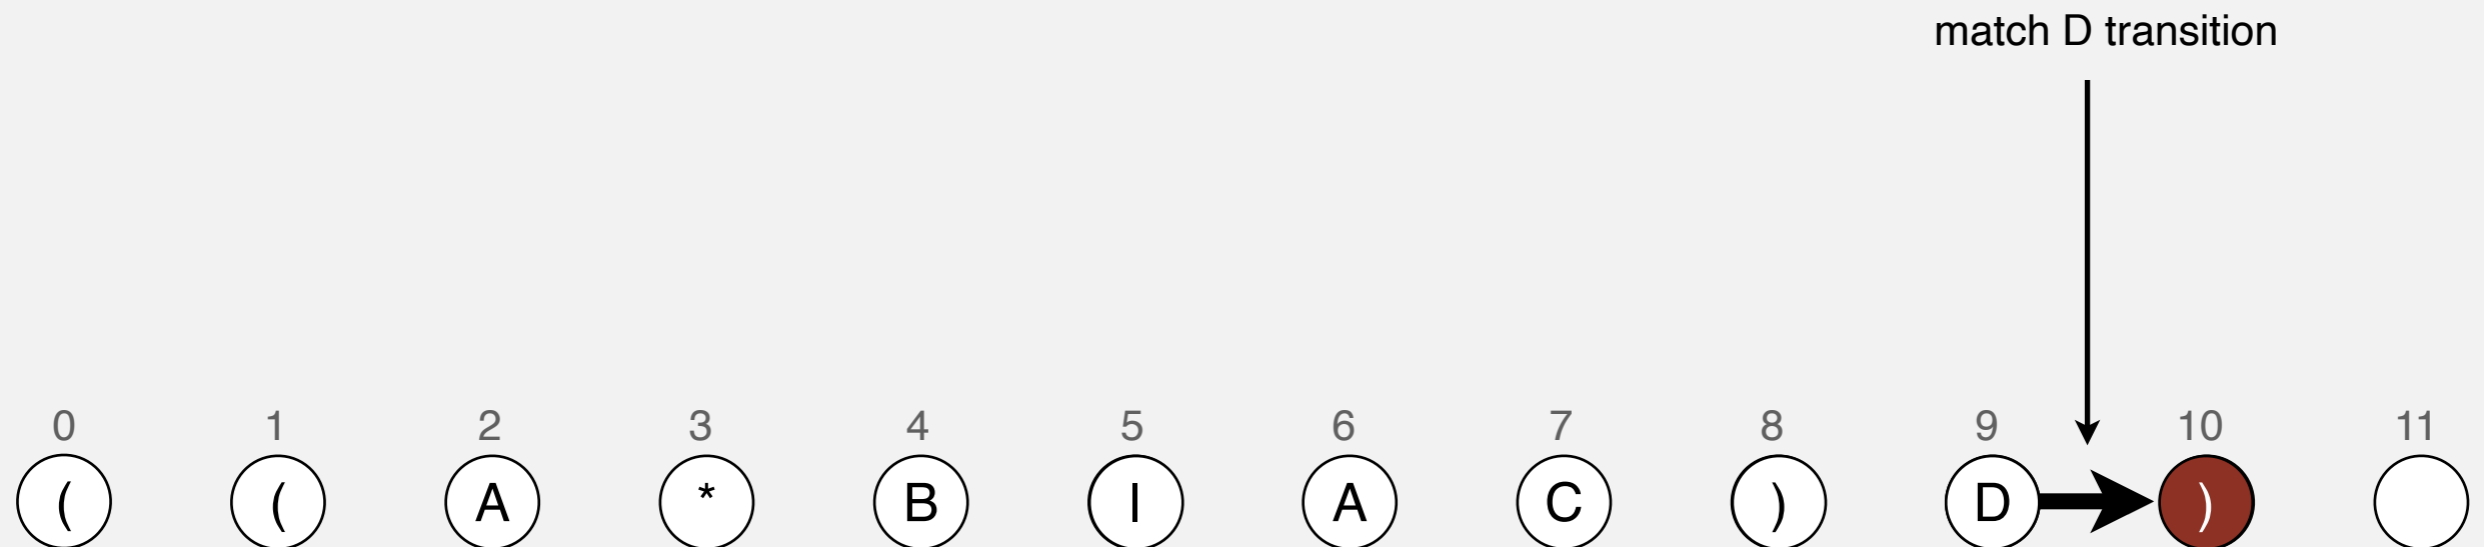 match D transition
0 1 2 3 4 5 6 7 8 9 10 11
( ( A * B | A C ) D )